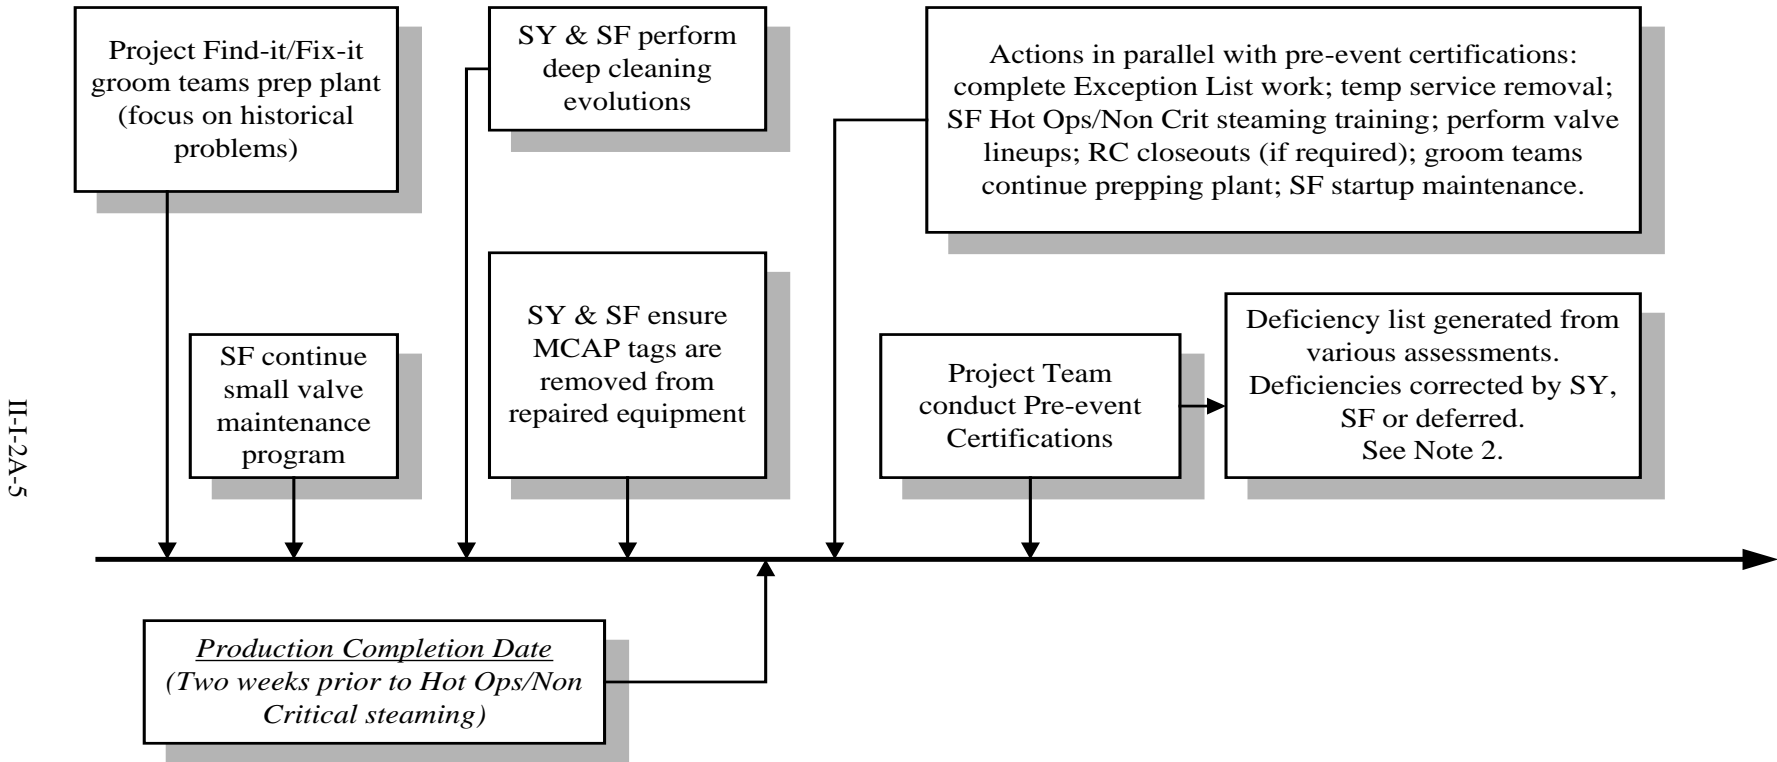 Project Find-it/Fix-it
groom teams prep plant
(focus on historical
problems)
SY & SF perform
deep cleaning
evolutions
Actions in parallel with pre-event certifications:
complete Exception List work; temp service removal;
SF Hot Ops/Non Crit steaming training; perform valve
lineups; RC closeouts (if required); groom teams
continue prepping plant; SF startup maintenance.
SF continue
small valve
maintenance
program
SY & SF ensure
MCAP tags are
removed from
repaired equipment
Project Team
conduct Pre-event
Certifications
Deficiency list generated from
various assessments.
Deficiencies corrected by SY,
SF or deferred.
See Note 2.
Production Completion Date
(Two weeks prior to Hot Ops/Non
Critical steaming)
II-I-2A-5